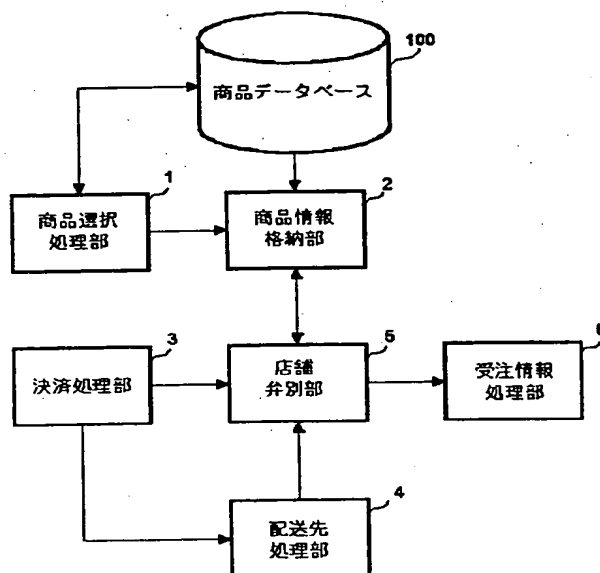 100
商品データベース
1
商品選択
処理部
2
商品情報
格納部
3
決済処理部
5
店舗
弁別部
6
受注情報
処理部
4
配送先
処理部